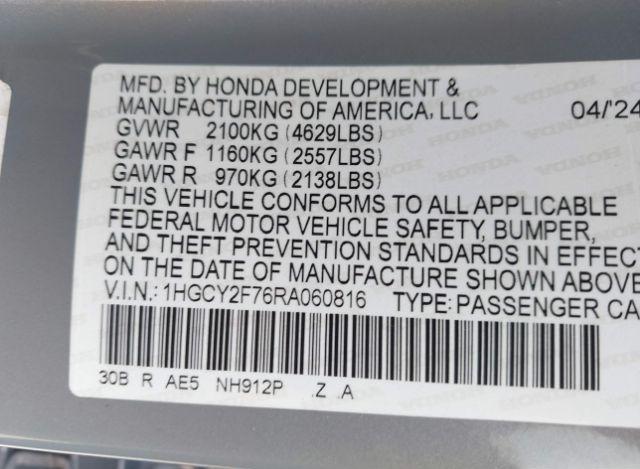 MFD. BY HONDA DEVELOPMENT &
MANUFACTURING OF AMERICA, LLC 04/'24
GVWR 2100KG (4629LBS)
GAWR F 1160KG (2557LBS)
GAWR R 970KG (2138LBS)
THIS VEHICLE CONFORMS TO ALL APPLICABLE
FEDERAL MOTOR VEHICLE SAFETY, BUMPER,
AND THEFT PREVENTION STANDARDS IN EFFECT
ON THE DATE OF MANUFACTURE SHOWN ABOVE
V.I.N.: 1HGCY2F76RA060816 TYPE: PASSENGER CA
30B R AE5 NH912P .Z .A